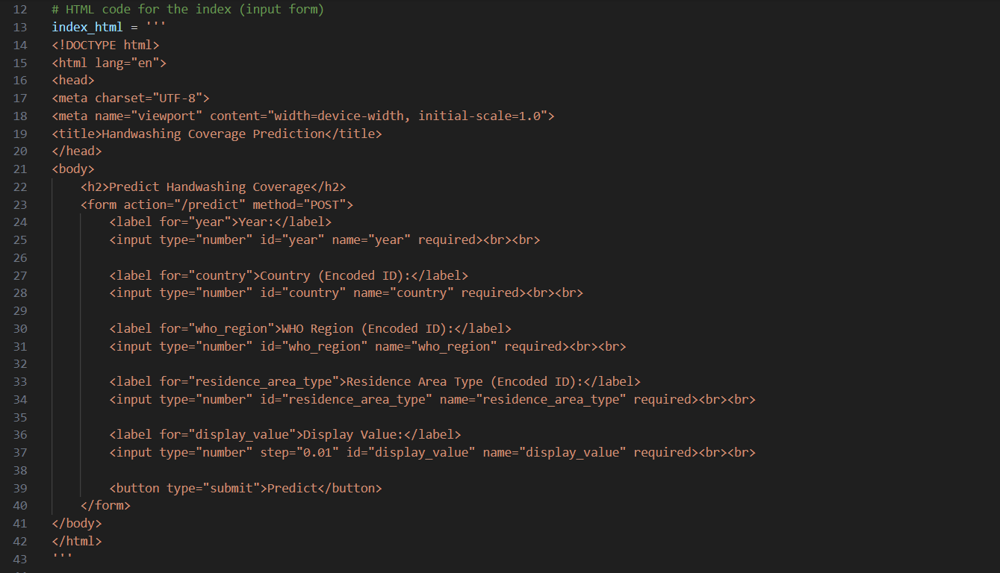 12 # HTML code for the index (input form)
13 index_html = '''
14 <!DOCTYPE html>
15 <html lang="en">
16 <head>
17 <meta charset="UTF-8">
18 <meta name="viewport" content="width=device-width, initial-scale=1.0">
19 <title>Handwashing Coverage Prediction</title>
20 </head>
21 <body>
22     <h2>Predict Handwashing Coverage</h2>
23     <form action="/predict" method="POST">
24         <label for="year">Year:</label>
25         <input type="number" id="year" name="year" required><br><br>
26
27         <label for="country">Country (Encoded ID):</label>
28         <input type="number" id="country" name="country" required><br><br>
29
30         <label for="who_region">WHO Region (Encoded ID):</label>
31         <input type="number" id="who_region" name="who_region" required><br><br>
32
33         <label for="residence_area_type">Residence Area Type (Encoded ID):</label>
34         <input type="number" id="residence_area_type" name="residence_area_type" required><br><br>
35
36         <label for="display_value">Display Value:</label>
37         <input type="number" step="0.01" id="display_value" name="display_value" required><br><br>
38
39         <button type="submit">Predict</button>
40     </form>
41 </body>
42 </html>
43 '''